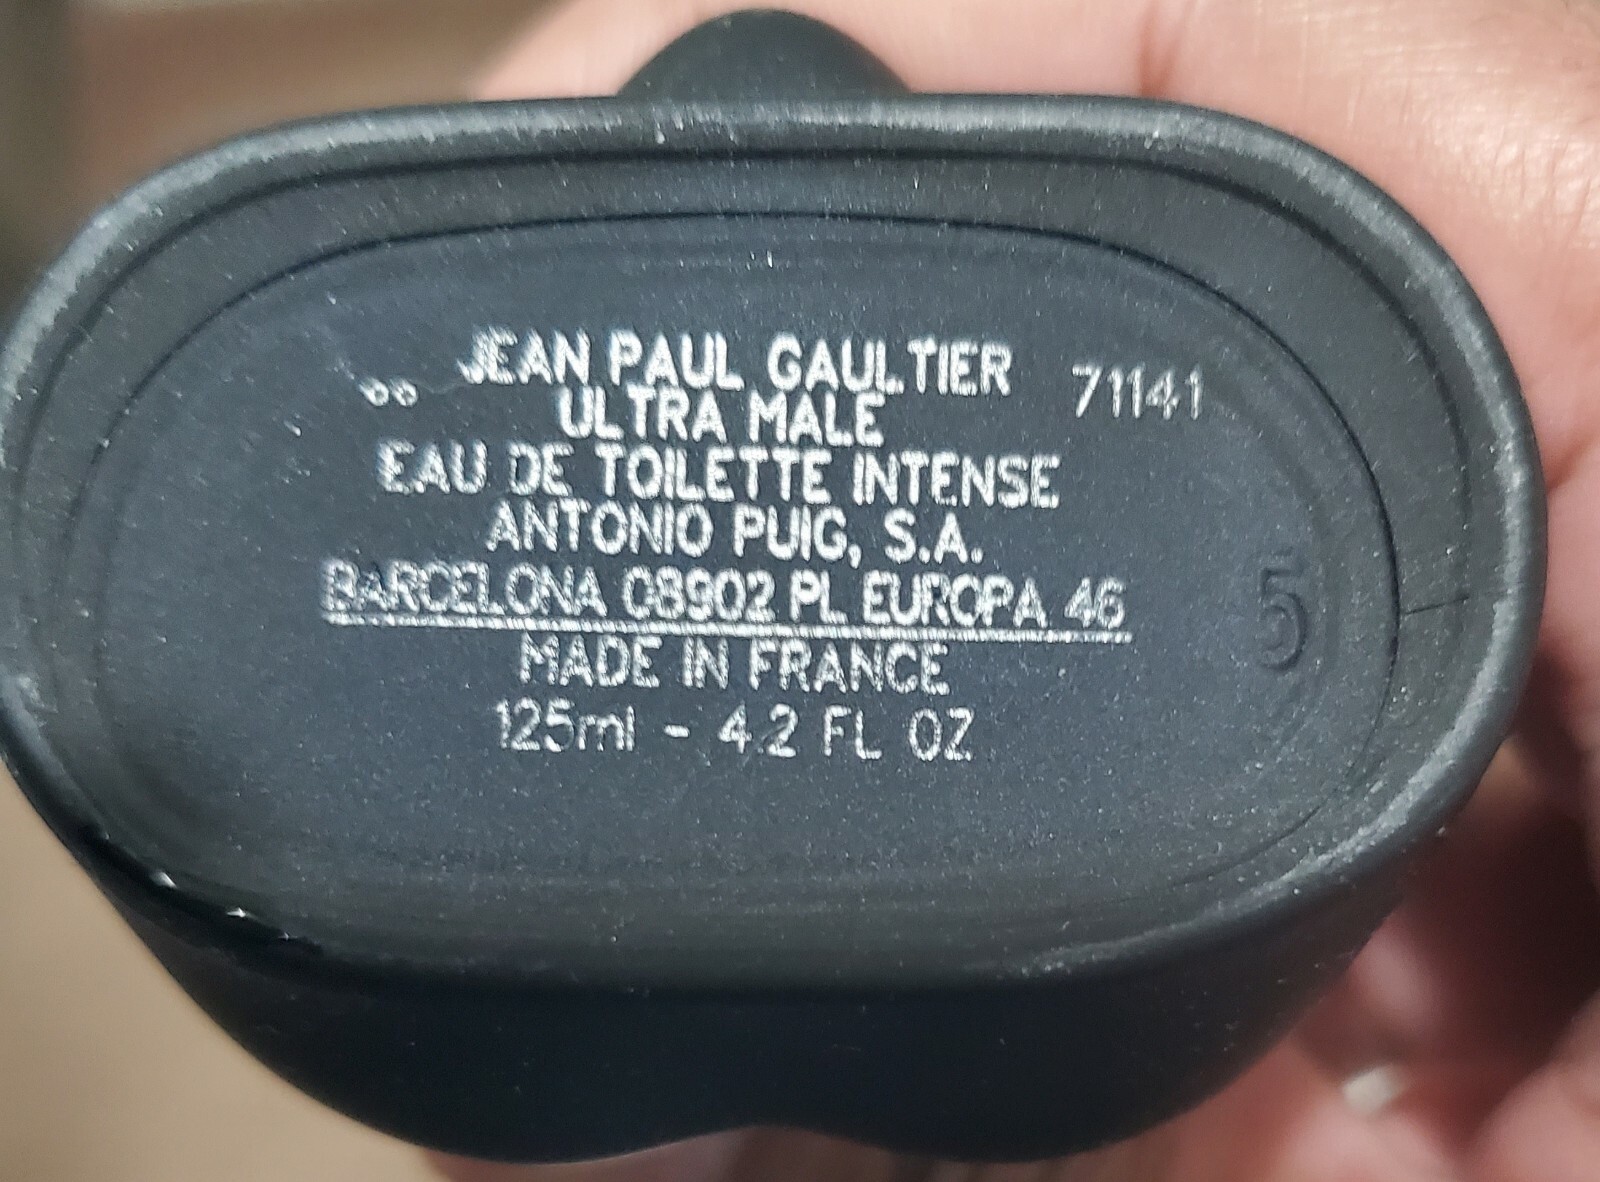 JEAN PAUL GAULTIER 71141
ULTRA MALE
EAU DE TOILETTE INTENSE
ANTONIO PUIG, S.A.
BARCELONA 08902 PL EUROPA 46
MADE IN FRANCE
125ml - 4.2 FL OZ
5